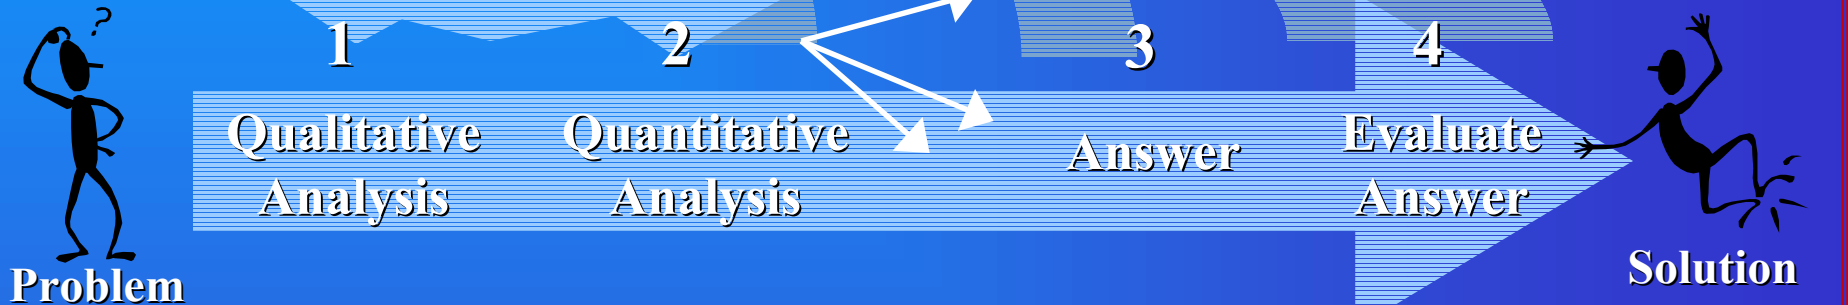 ?
1
2
3
4
Qualitative
Analysis
Quantitative
Analysis
Answer
Evaluate
Answer
Problem
Solution